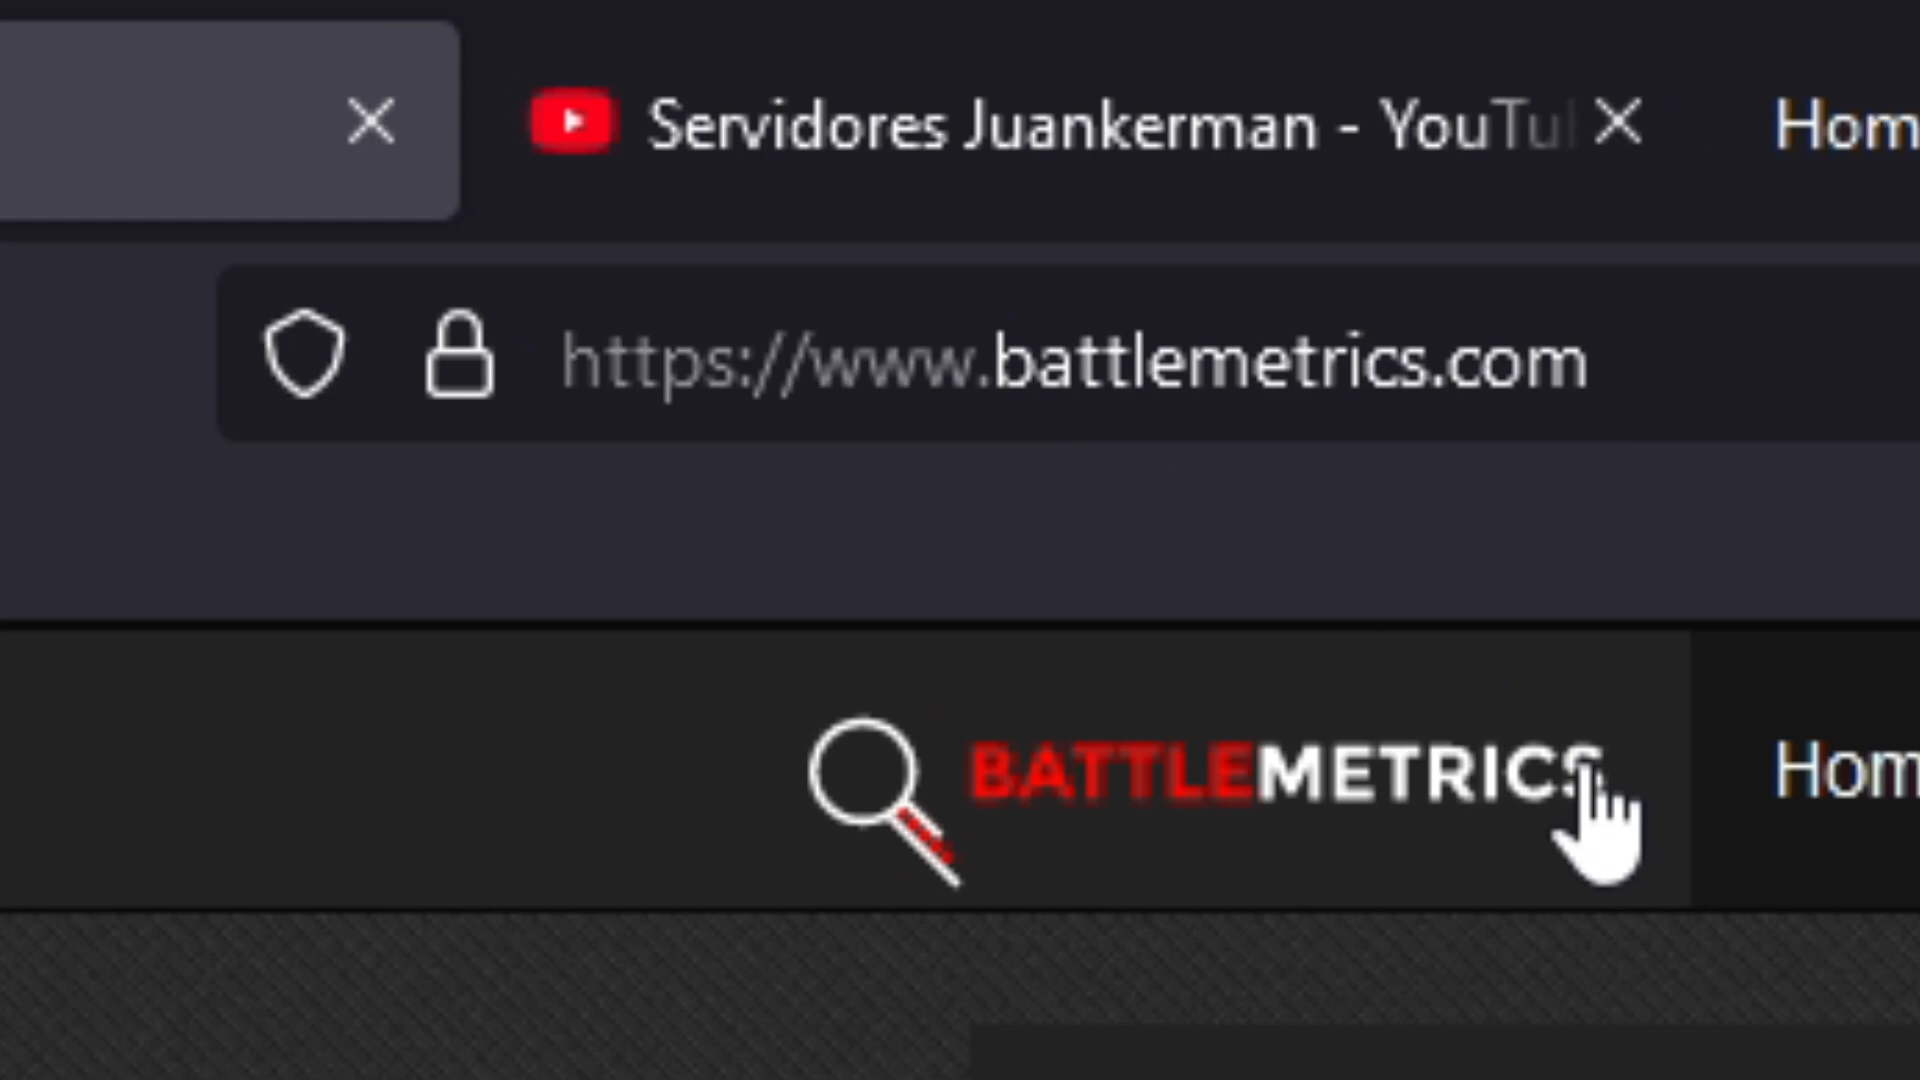 Servidores Juankerman - YouTu
Hom
https://www.battlemetrics.com
BATTLEMETRICS
Hom